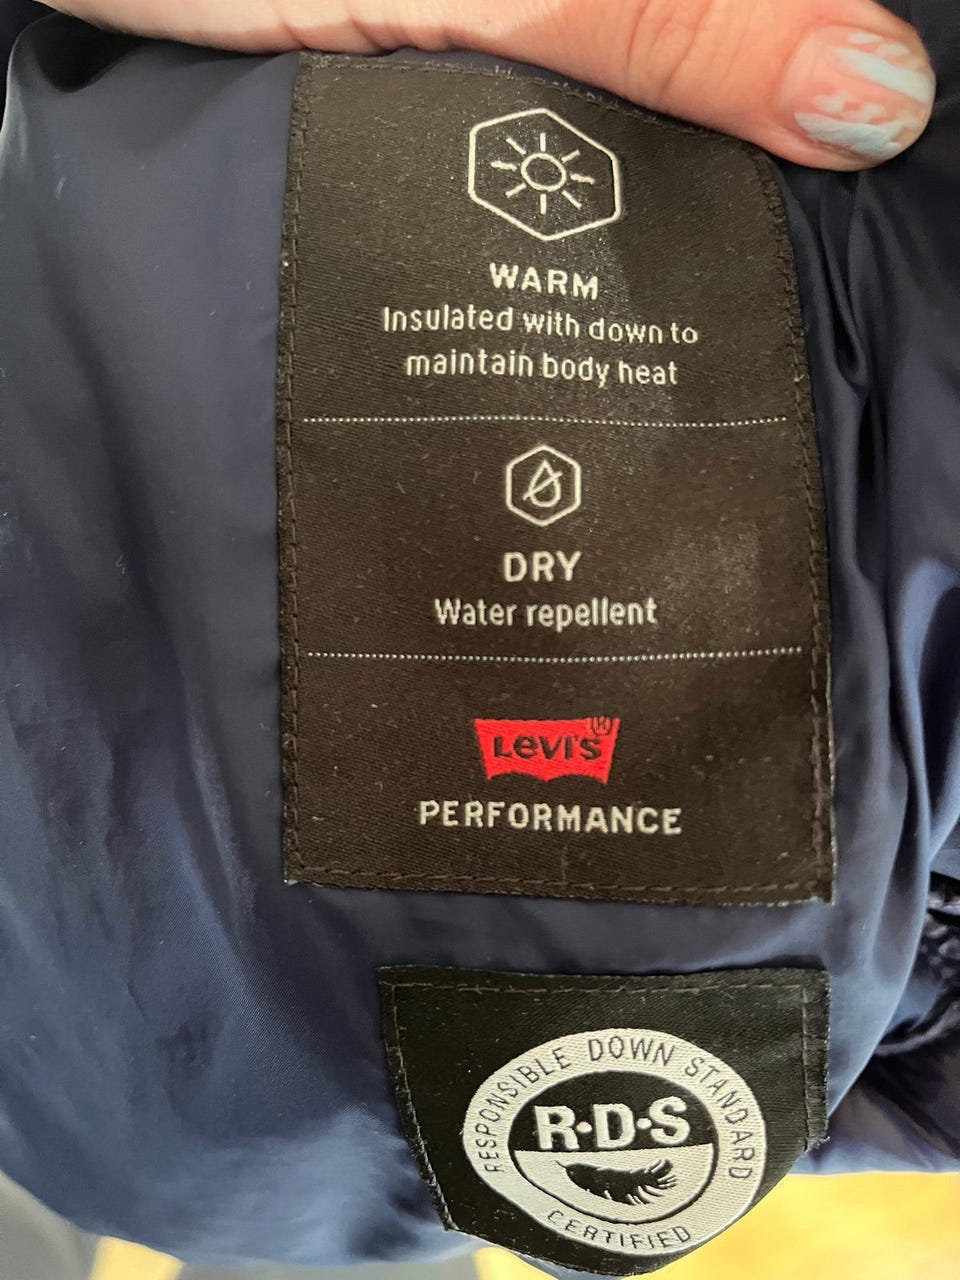 WARM
Insulated with down to
maintain body heat
DRY
Water repellent
LEVI'S®
PERFORMANCE
RESPONSIBLE DOWN STANDARD
R·D·S
CERTIFIED